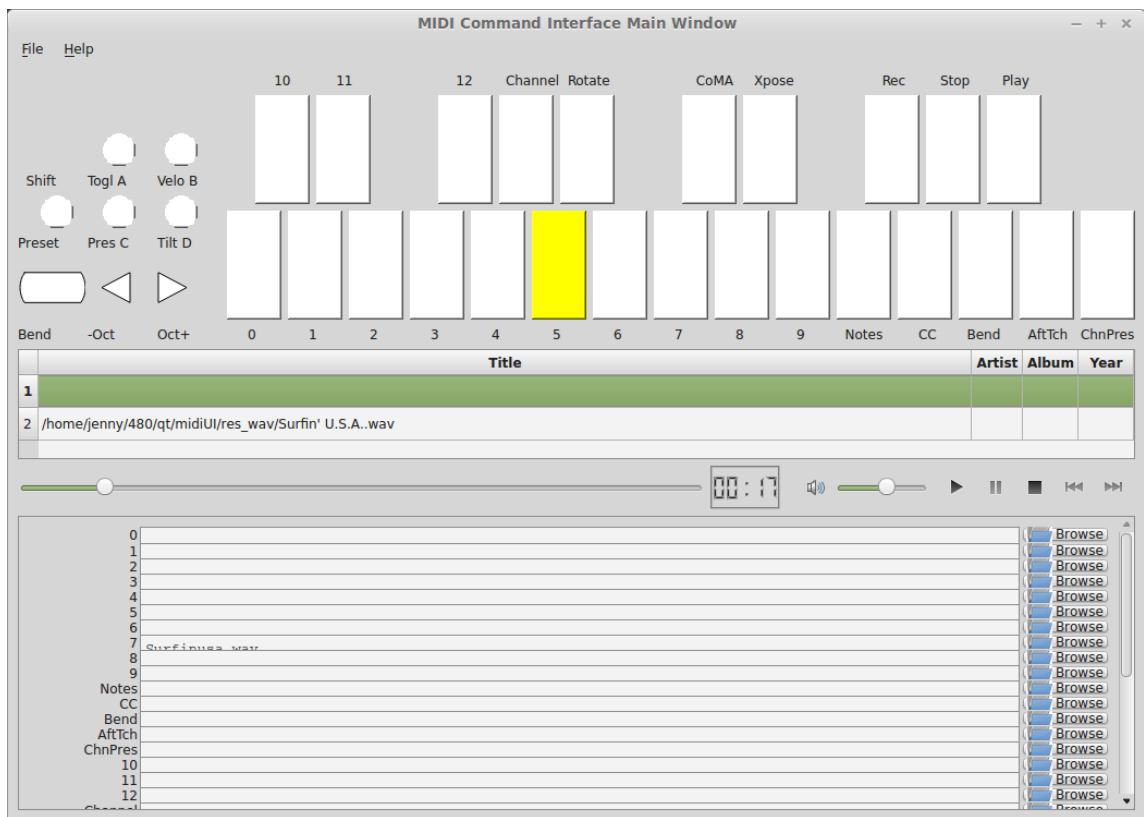 MIDI Command Interface Main Window
File Help
10 11 12 Channel Rotate CoMA Xpose Rec Stop Play
Shift Togl A Velo B
Preset Pres C Tilt D
Bend -Oct Oct+ 0 1 2 3 4 5 6 7 8 9 Notes CC Bend AftTch ChnPres
Title Artist Album Year
1
2 /home/jenny/480/qt/midiUI/res_wav/Surfin' U.S.A..wav
00:17
0 Browse
1 Browse
2 Browse
3 Browse
4 Browse
5 Browse
6 Browse
7 Surfinusa.wav Browse
8 Browse
9 Browse
Notes Browse
CC Browse
Bend Browse
AftTch Browse
ChnPres Browse
10 Browse
11 Browse
12 Browse
Channel Browse